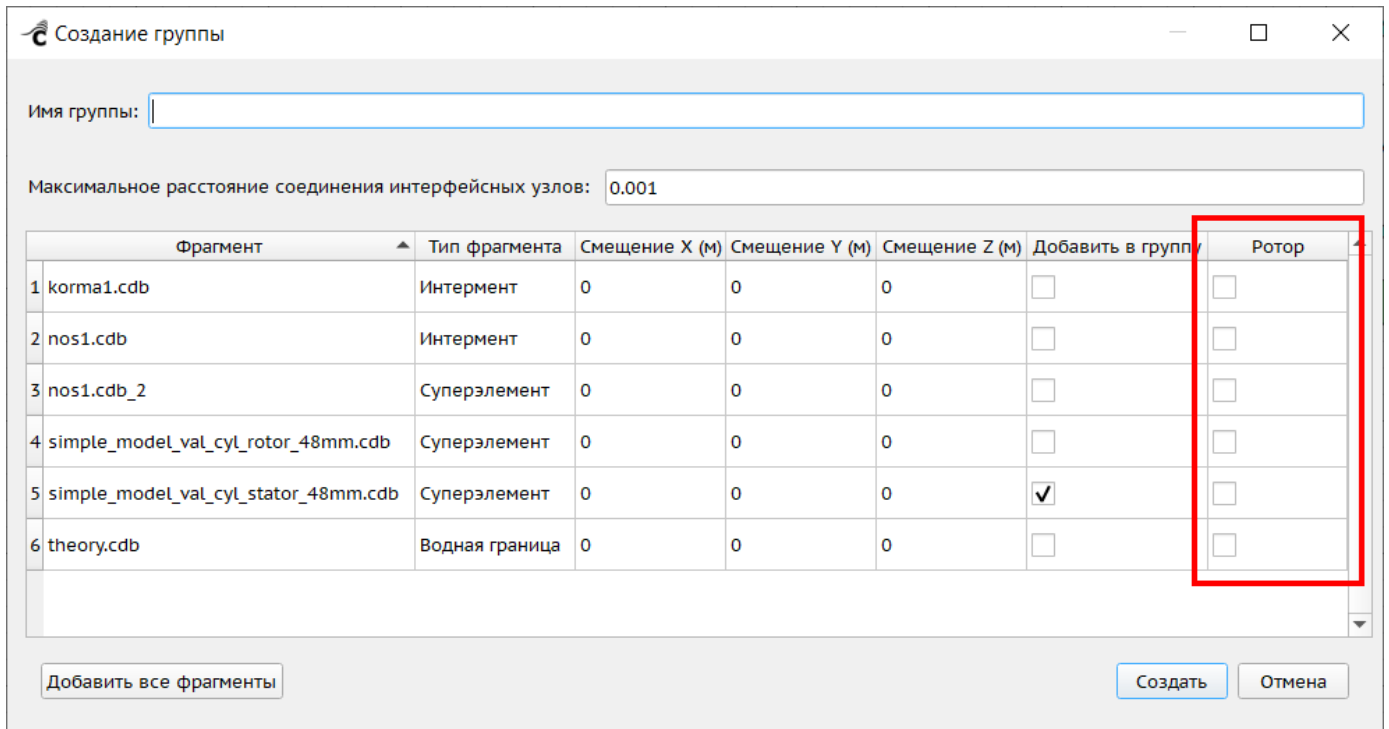 Создание группы
Имя группы:
Максимальное расстояние соединения интерфейсных узлов: 0.001
Фрагмент Тип фрагмента Смещение X (м) Смещение Y (м) Смещение Z (м) Добавить в группу Ротор
1 korma1.cdb Интермент 0 0 0
2 nos1.cdb Интермент 0 0 0
3 nos1.cdb_2 Суперэлемент 0 0 0
4 simple_model_val_cyl_rotor_48mm.cdb Суперэлемент 0 0 0
5 simple_model_val_cyl_stator_48mm.cdb Суперэлемент 0 0 0
6 theory.cdb Водная граница 0 0 0
Добавить все фрагменты Создать Отмена